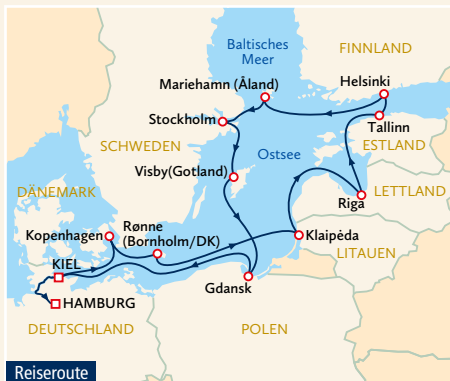 Baltisches
Meer
FINNLAND
Mariehamn (Åland)
Helsinki
Stockholm
Tallinn
SCHWEDEN
ESTLAND
Ostsee
Visby(Gotland)
DÄNEMARK
LETTLAND
Riga
Rønne
(Bornholm/DK)
Kopenhagen
Klaipėda
LITAUEN
KIEL
Gdansk
HAMBURG
DEUTSCHLAND
POLEN
Reiseroute